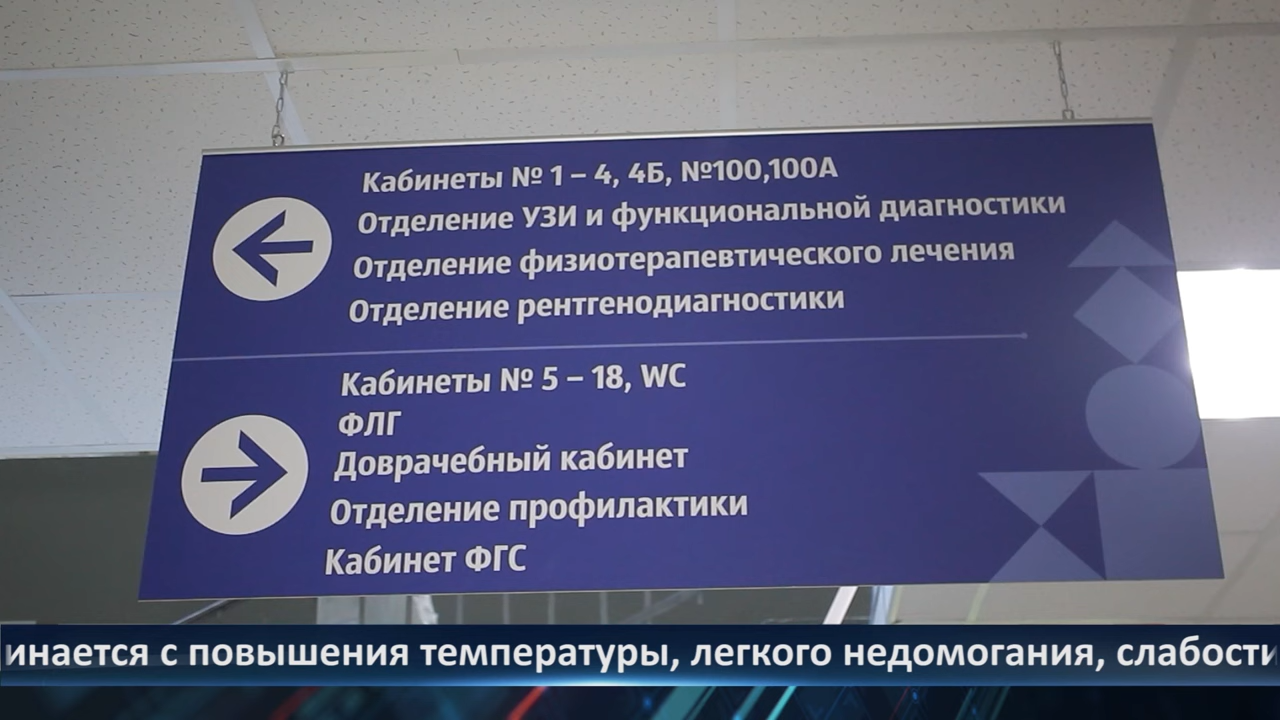 Кабинеты № 1 – 4, 4Б, №100,100А
Отделение УЗИ и функциональной диагностики
Отделение физиотерапевтического лечения
Отделение рентгенодиагностики
Кабинеты № 5 – 18, WC
ФЛГ
Доврачебный кабинет
Отделение профилактики
Кабинет ФГС
инается с повышения температуры, легкого недомогания, слабости